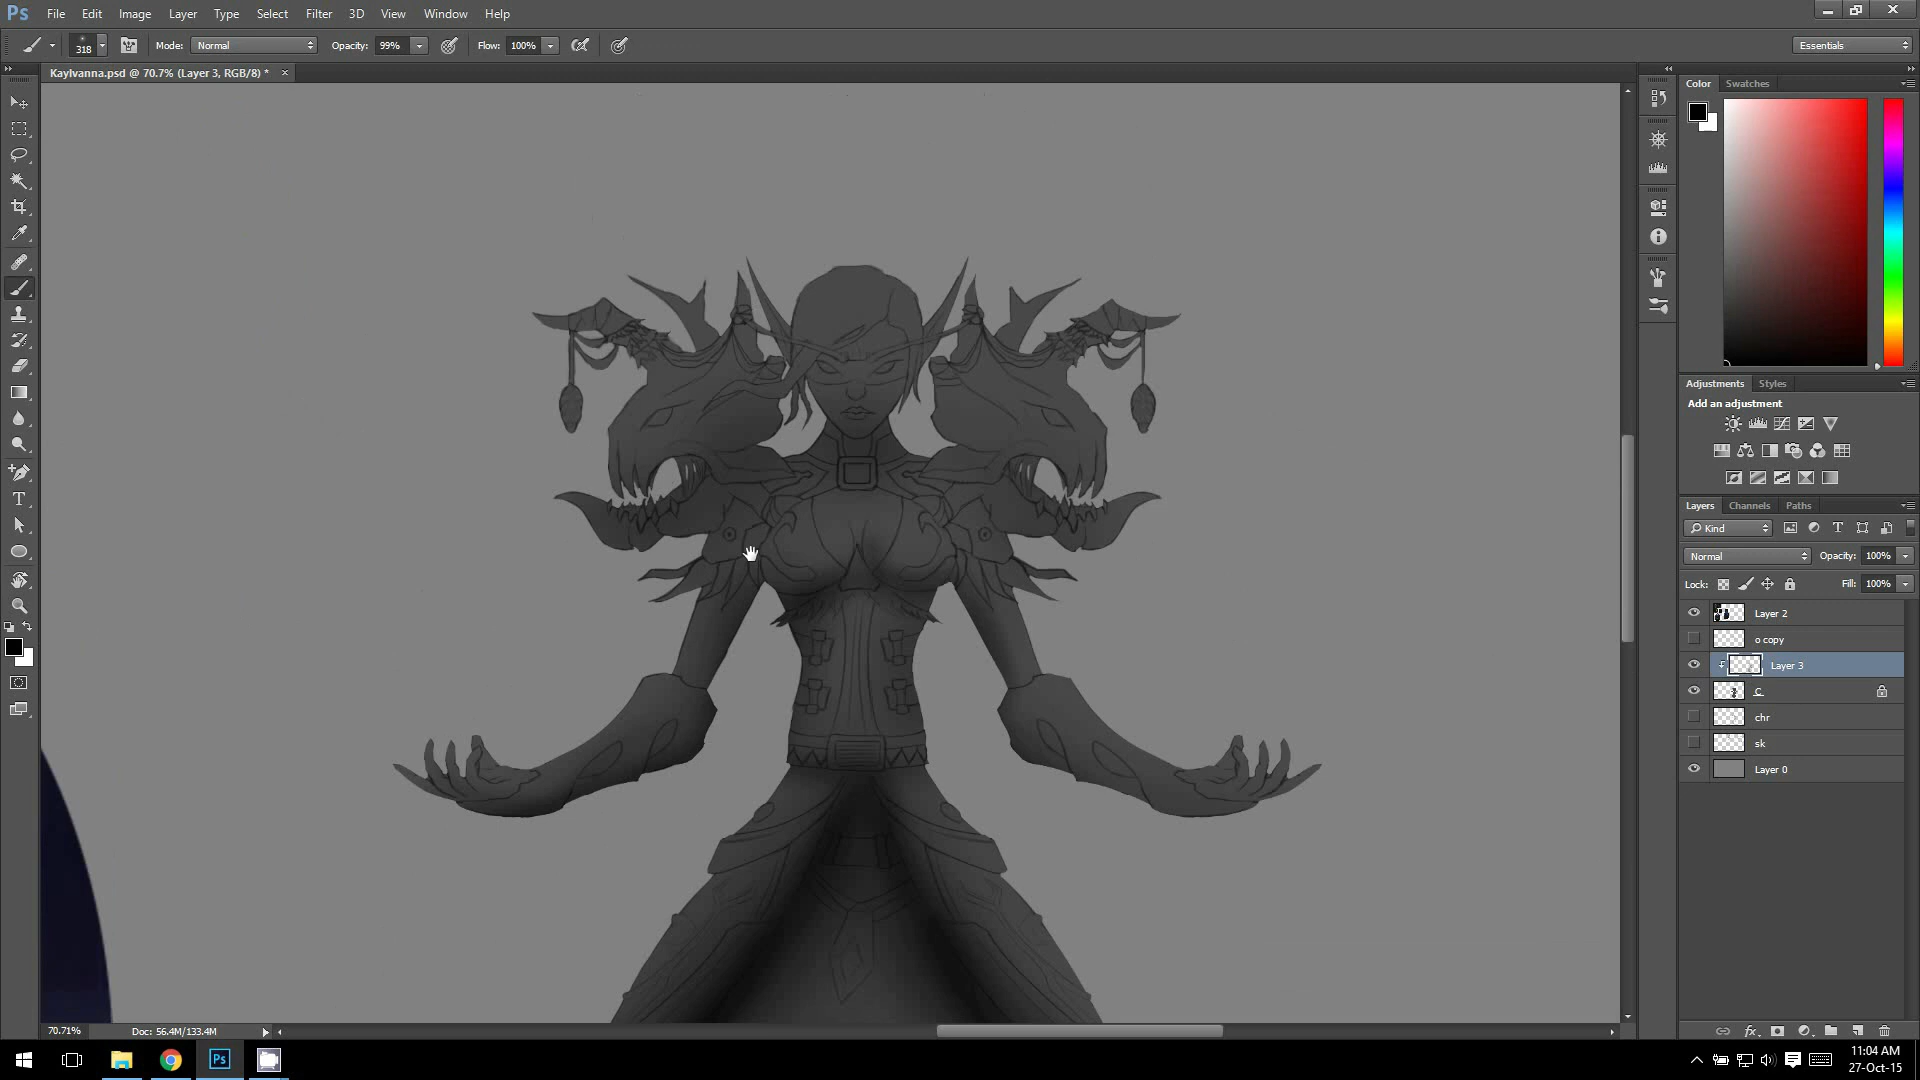 Ps File Edit Image Layer Type Select Filter 3D View Window Help
318 Mode: Normal Opacity: 99% Flow: 100% Essentials
Kaylvanna.psd @ 70.7% (Layer 3, RGB/8) * ×
Color Swatches
Adjustments Styles
Add an adjustment
Layers Channels Paths
Kind T
Normal Opacity: 100%
Lock: Fill: 100%
Layer 2
o copy
Layer 3
C
chr
sk
Layer 0
T
70.71% Doc: 56.4M/133.4M
fx
Ps
11:04 AM
27-Oct-15